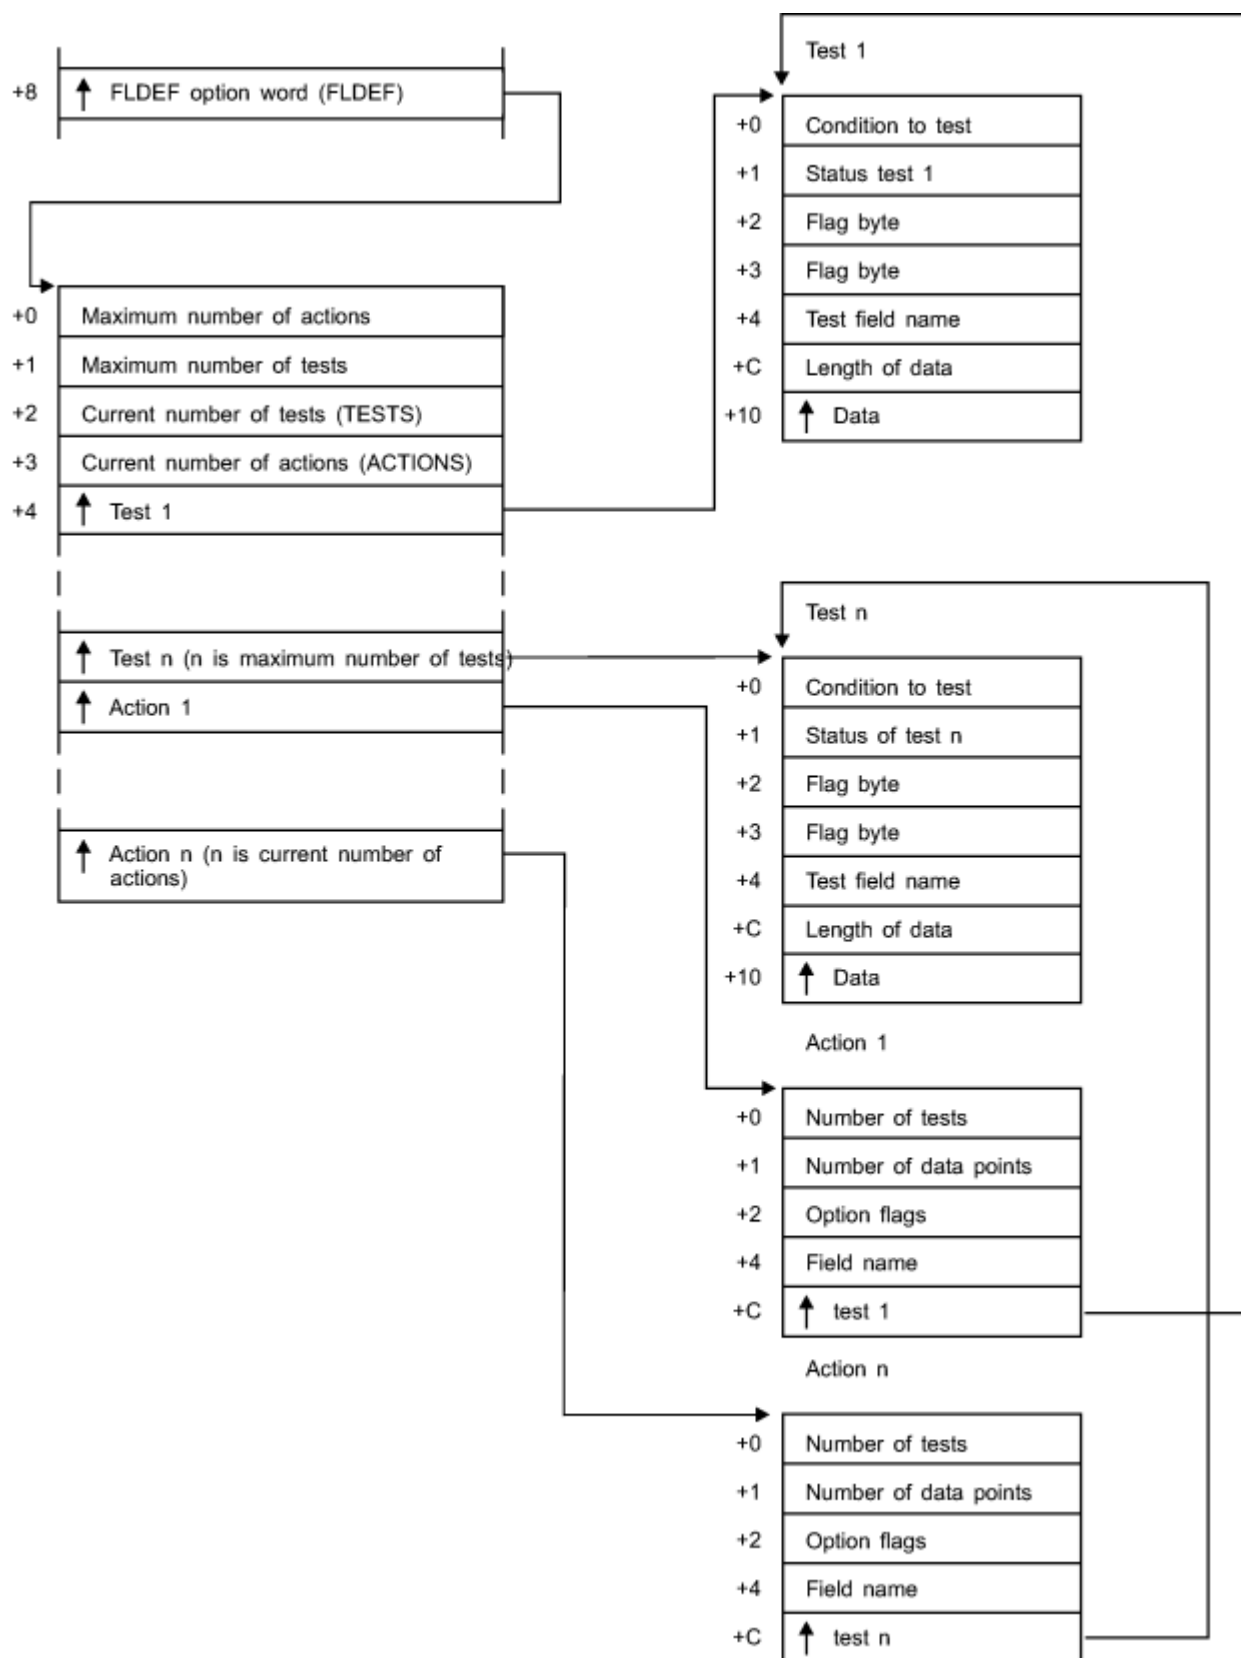 +8 FLDEF option word (FLDEF)
+0 Maximum number of actions
+1 Maximum number of tests
+2 Current number of tests (TESTS)
+3 Current number of actions (ACTIONS)
+4 Test 1
Test n (n is maximum number of tests)
Action 1
Action n (n is current number of
actions)
Test 1
+0 Condition to test
+1 Status test 1
+2 Flag byte
+3 Flag byte
+4 Test field name
+C Length of data
+10 Data
Test n
+0 Condition to test
+1 Status of test n
+2 Flag byte
+3 Flag byte
+4 Test field name
+C Length of data
+10 Data
Action 1
+0 Number of tests
+1 Number of data points
+2 Option flags
+4 Field name
+C test 1
Action n
+0 Number of tests
+1 Number of data points
+2 Option flags
+4 Field name
+C test n